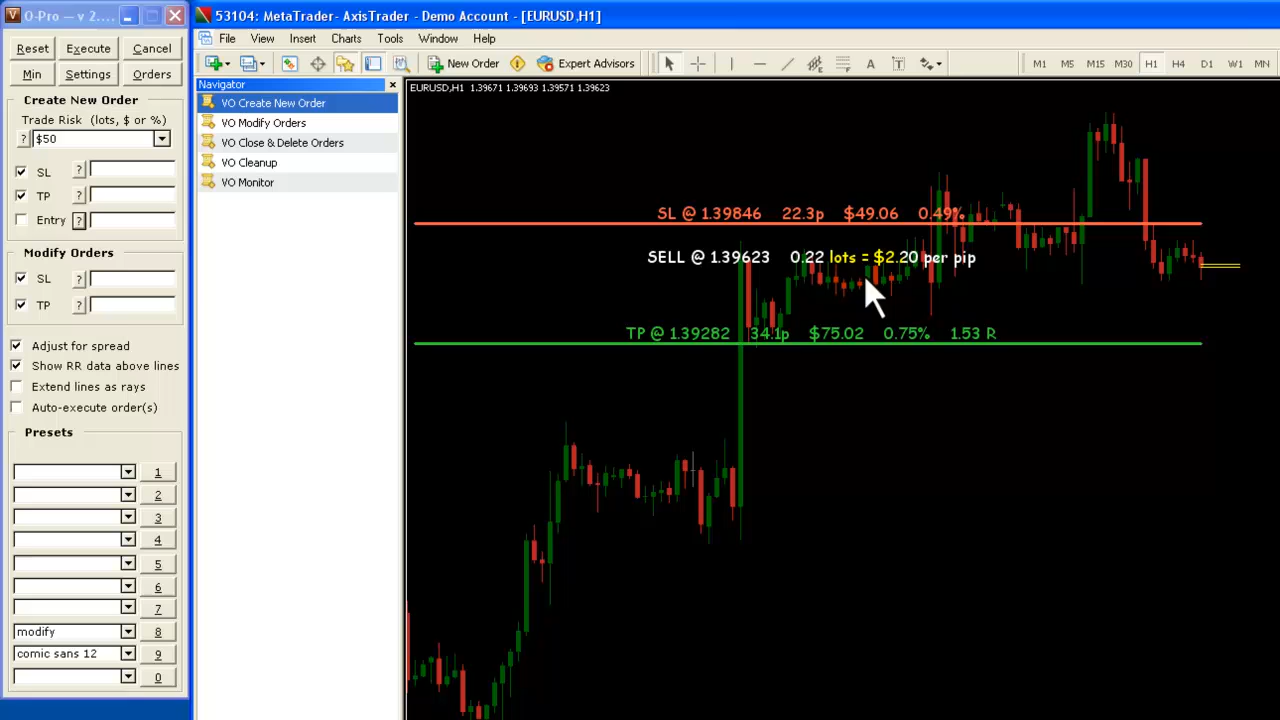 O-Pro — v 2....
Reset Execute Cancel
Min Settings Orders
Create New Order
Trade Risk (lots, $ or %)
? $50
SL ?
TP ?
Entry ?
Modify Orders
SL ?
TP ?
Adjust for spread
Show RR data above lines
Extend lines as rays
Auto-execute order(s)
Presets
1
2
3
4
5
6
7
modify 8
comic sans 12 9
0
53104: MetaTrader- AxisTrader - Demo Account - [EURUSD,H1]
File View Insert Charts Tools Window Help
New Order Expert Advisors A T M1 M5 M15 M30 H1 H4 D1 W1 MN
Navigator
VO Create New Order
VO Modify Orders
VO Close & Delete Orders
VO Cleanup
VO Monitor
EURUSD,H1 1.39671 1.39693 1.39571 1.39623
SL @ 1.39846 22.3p $49.06 0.49%
SELL @ 1.39623 0.22 lots = $2.20 per pip
TP @ 1.39282 34.1p $75.02 0.75% 1.53 R